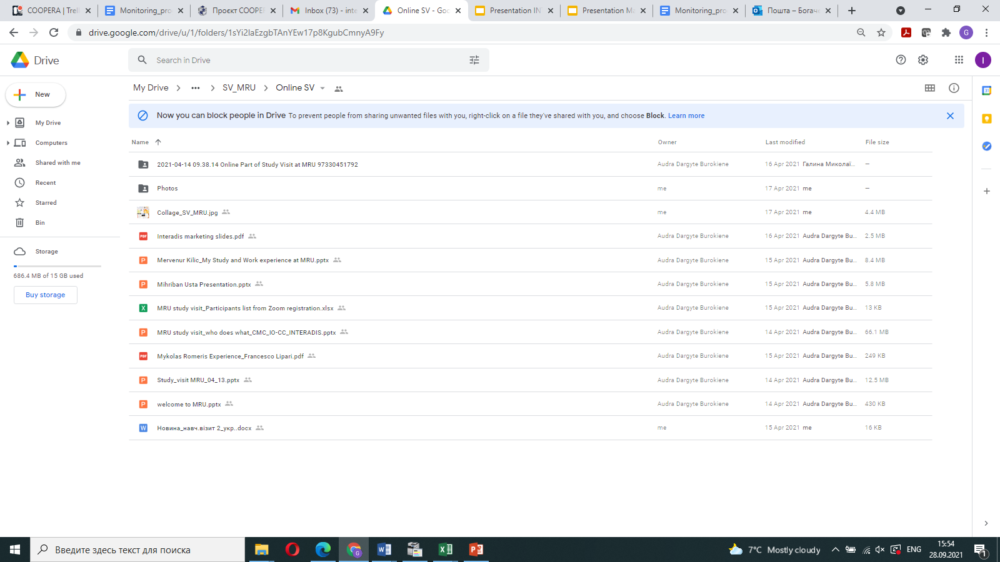 COOPERA | Trell
Monitoring_pro
Проєкт COOPER
Inbox (73) - inte
Online SV - Goo
Presentation IN
Presentation Ma
Monitoring_pro
Пошта – Богаче
drive.google.com/drive/u/1/folders/1sYi2laEzgbTAnYEw17p8KgubCmnyA9Fy
G
Drive
Search in Drive
I
New
My Drive
Computers
Shared with me
Recent
Starred
Bin
Storage
686.4 MB of 15 GB used
Buy storage
My Drive > ••• > SV_MRU > Online SV
Now you can block people in Drive To prevent people from sharing unwanted files with you, right-click on a file they've shared with you, and choose Block. Learn more
Name Owner Last modified File size
2021-04-14 09.38.14 Online Part of Study Visit at MRU 97330451792 Audra Dargyte Burokiene 16 Apr 2021 Галина Миколаї... –
Photos me 17 Apr 2021 me –
Collage_SV_MRU.jpg me 17 Apr 2021 me 4.4 MB
PDF Interadis marketing slides.pdf Audra Dargyte Burokiene 16 Apr 2021 Audra Dargyte Bu... 2.5 MB
P Mervenur Kilic_My Study and Work experience at MRU.pptx Audra Dargyte Burokiene 15 Apr 2021 Audra Dargyte Bu... 8.4 MB
P Mihriban Usta Presentation.pptx Audra Dargyte Burokiene 15 Apr 2021 Audra Dargyte Bu... 5.8 MB
X MRU study visit_Participants list from Zoom registration.xlsx Audra Dargyte Burokiene 15 Apr 2021 Audra Dargyte Bu... 13 KB
P MRU study visit_who does what_CMC_IO-CC_INTERADIS.pptx Audra Dargyte Burokiene 14 Apr 2021 Audra Dargyte Bu... 66.1 MB
PDF Mykolas Romeris Experience_Francesco Lipari.pdf Audra Dargyte Burokiene 15 Apr 2021 Audra Dargyte Bu... 249 KB
P Study_visit MRU_04_13.pptx Audra Dargyte Burokiene 14 Apr 2021 Audra Dargyte Bu... 12.5 MB
P welcome to MRU.pptx Audra Dargyte Burokiene 14 Apr 2021 Audra Dargyte Bu... 430 KB
W Новина_навч.візит 2_укр..docx me 15 Apr 2021 me 16 KB
Введите здесь текст для поиска
7°C Mostly cloudy
ENG
15:54
28.09.2021
1